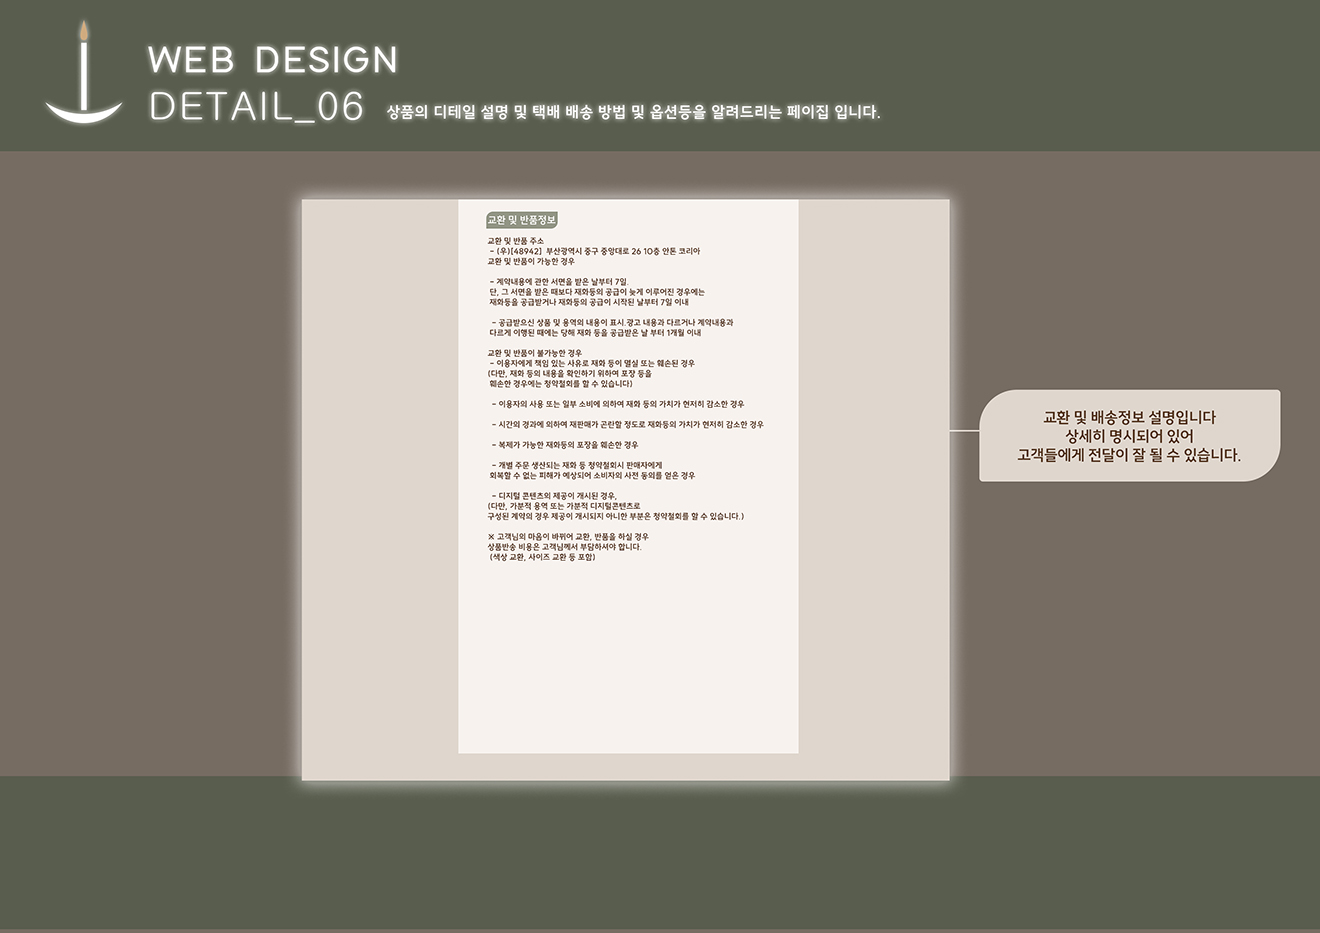 WEB DESIGN
DETAIL_06 상품의 디테일 설명 및 택배 배송 방법 및 옵션등을 알려드리는 페이집 입니다.
교환 및 반품정보
교환 및 반품 주소
- (우)[48942] 부산광역시 중구 중앙대로 26 10층 안톤 코리아
교환 및 반품이 가능한 경우
- 계약내용에 관한 서면을 받은 날부터 7일.
단, 그 서면을 받은 때보다 재화등의 공급이 늦게 이루어진 경우에는
재화등을 공급받거나 재화등의 공급이 시작된 날부터 7일 이내
- 공급받으신 상품 및 용역의 내용이 표시.광고 내용과 다르거나 계약내용과
다르게 이행된 때에는 당해 재화 등을 공급받은 날 부터 1개월 이내
교환 및 반품이 불가능한 경우
- 이용자에게 책임 있는 사유로 재화 등이 멸실 또는 훼손된 경우
(다만, 재화 등의 내용을 확인하기 위하여 포장 등을
훼손한 경우에는 청약철회를 할 수 있습니다)
- 이용자의 사용 또는 일부 소비에 의하여 재화 등의 가치가 현저히 감소한 경우
- 시간의 경과에 의하여 재판매가 곤란할 정도로 재화등의 가치가 현저히 감소한 경우
- 복제가 가능한 재화등의 포장을 훼손한 경우
- 개별 주문 생산되는 재화 등 청약철회시 판매자에게
회복할 수 없는 피해가 예상되어 소비자의 사전 동의를 얻은 경우
- 디지털 콘텐츠의 제공이 개시된 경우,
(다만, 가분적 용역 또는 가분적 디지털콘텐츠로
구성된 계약의 경우 제공이 개시되지 아니한 부분은 청약철회를 할 수 있습니다.)
※ 고객님의 마음이 바뀌어 교환, 반품을 하실 경우
상품반송 비용은 고객님께서 부담하셔야 합니다.
(색상 교환, 사이즈 교환 등 포함)
교환 및 배송정보 설명입니다
상세히 명시되어 있어
고객들에게 전달이 잘 될 수 있습니다.